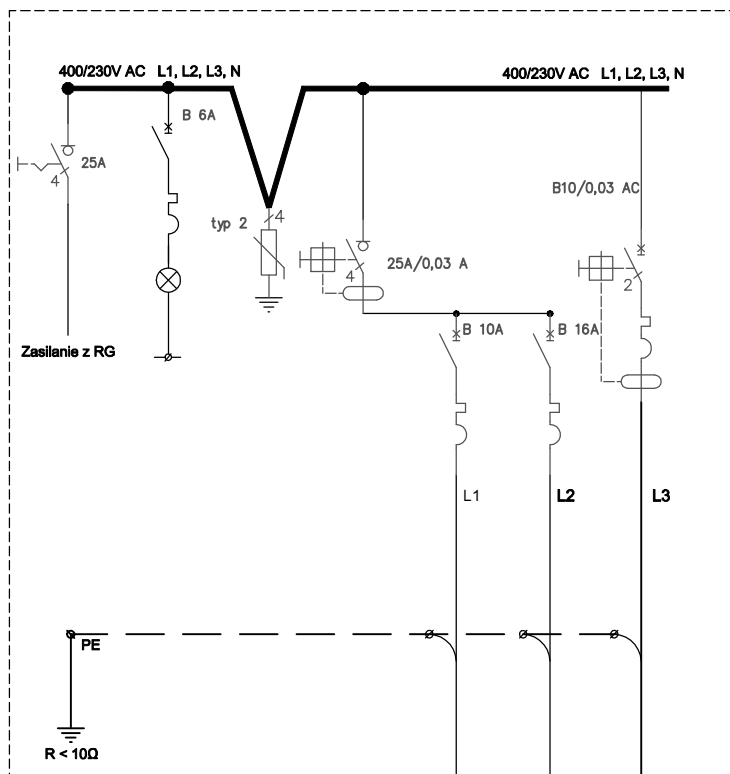 400/230V AC L1, L2, L3, N
400/230V AC L1, L2, L3, N
B 6A
25A
4
B10/0,03 AC
typ 2
4
25A/0,03 A
4
2
B 10A
B 16A
Zasilanie z RG
L1
L2
L3
PE
R < 10Ω